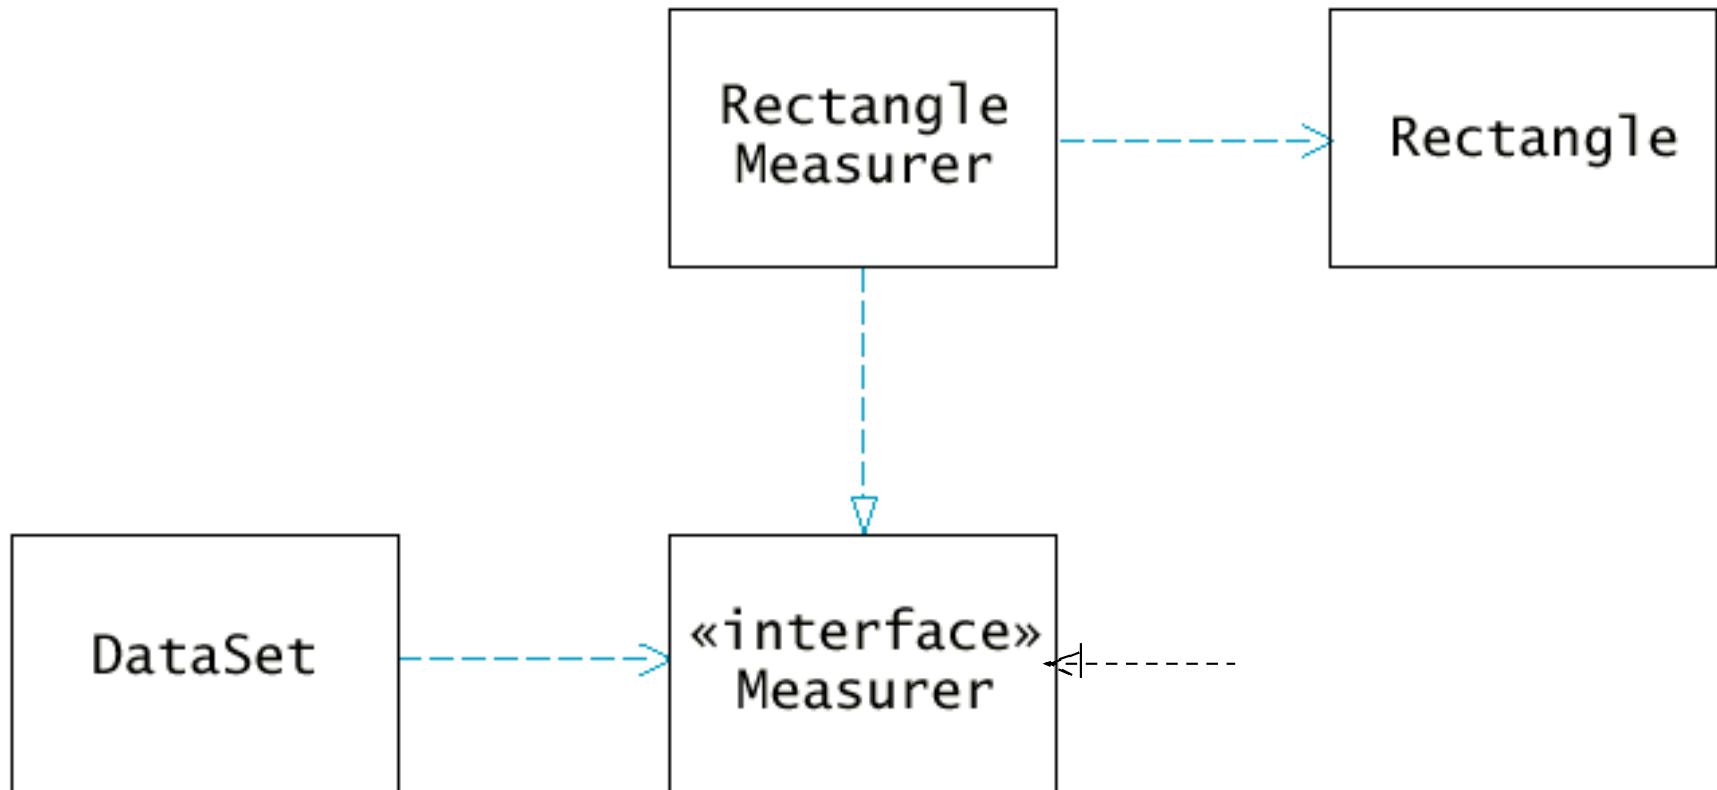 Rectangle
Measurer
Rectangle
DataSet
«interface»
Measurer